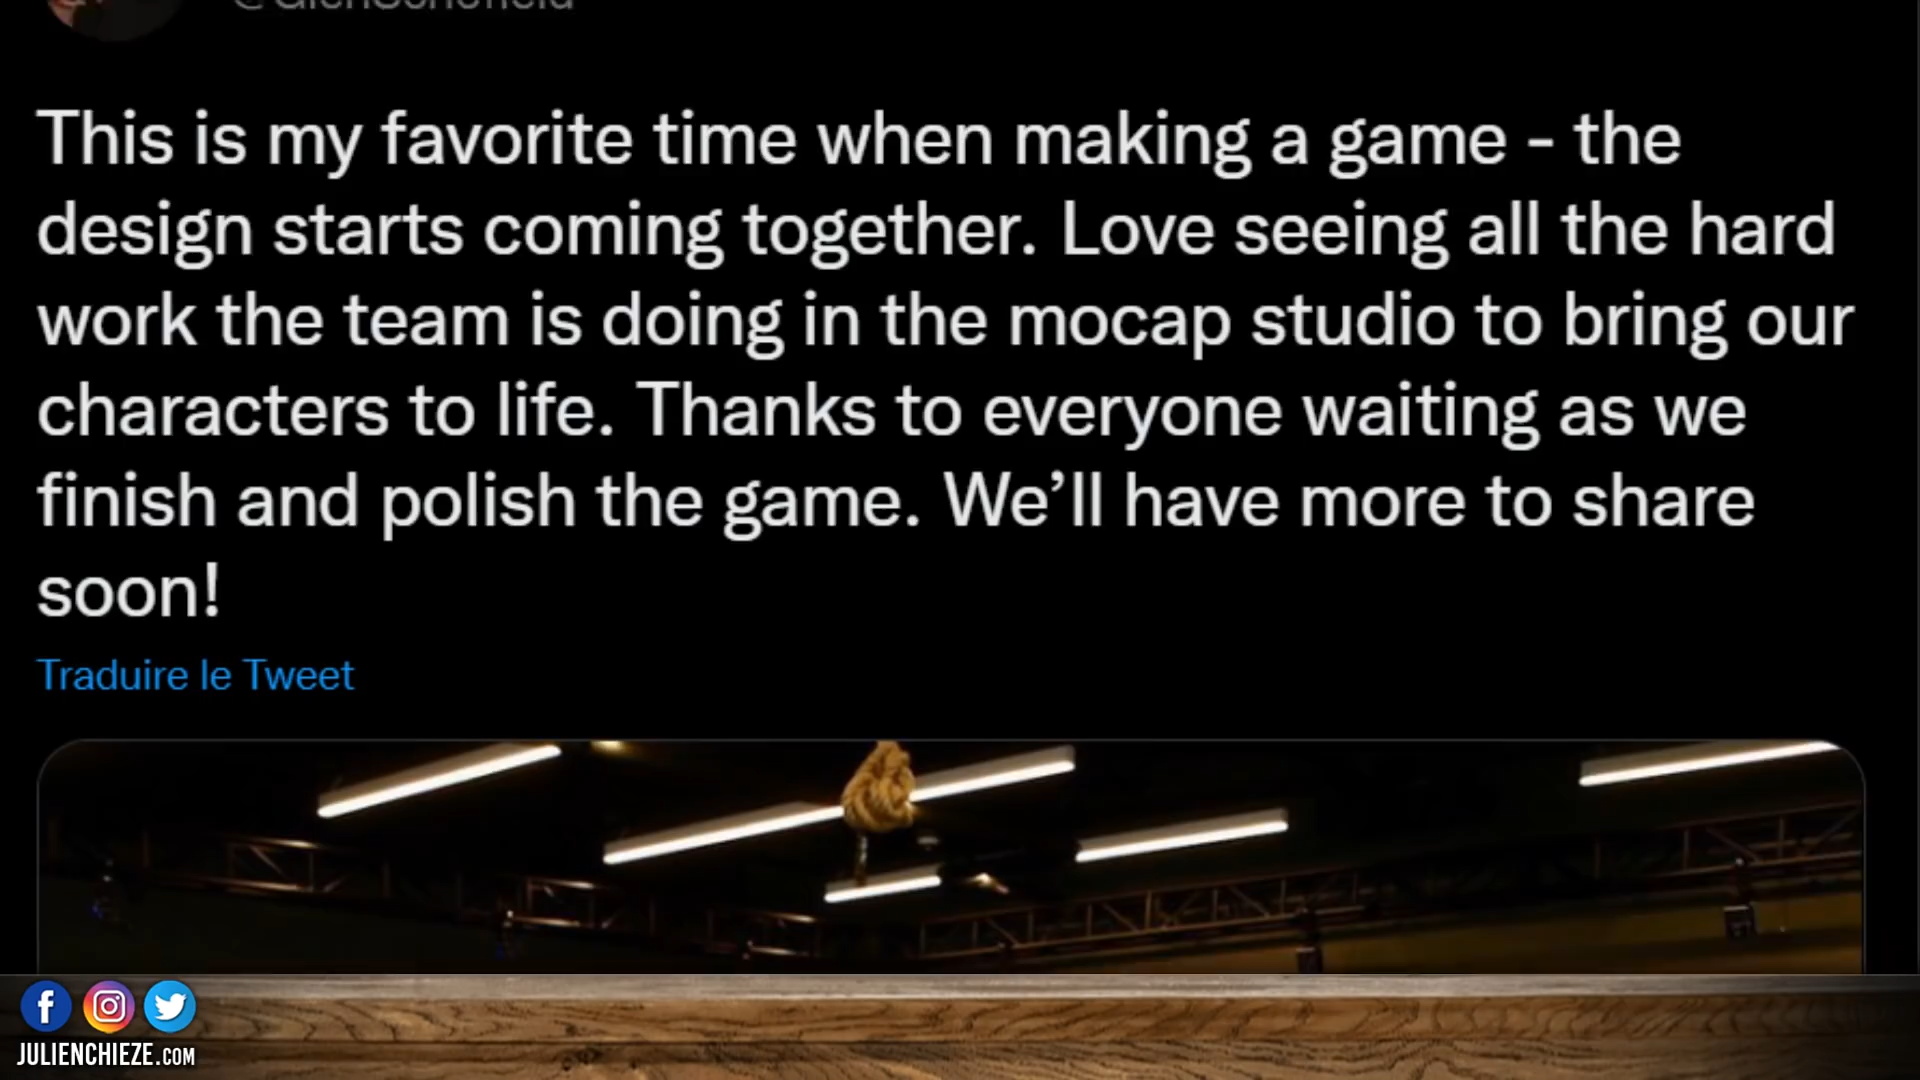 This is my favorite time when making a game - the
design starts coming together. Love seeing all the hard
work the team is doing in the mocap studio to bring our
characters to life. Thanks to everyone waiting as we
finish and polish the game. We’ll have more to share
soon!
Traduire le Tweet
JULIENCHIEZE.COM